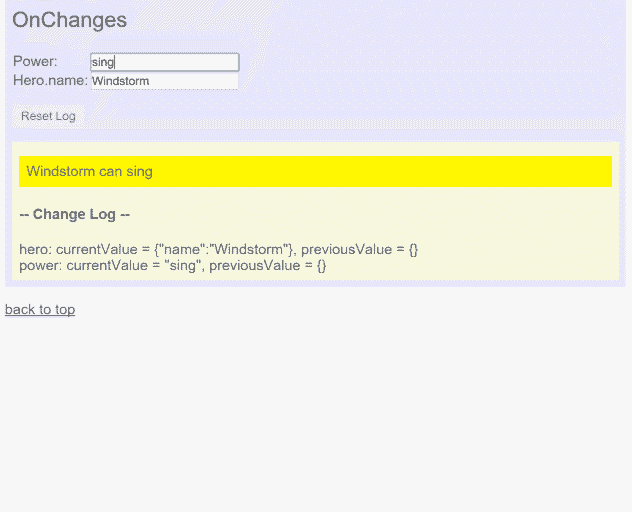 OnChanges
Power: sing
Hero.name: Windstorm
Reset Log
Windstorm can sing
-- Change Log --
hero: currentValue = {"name":"Windstorm"}, previousValue = {}
power: currentValue = "sing", previousValue = {}
back to top